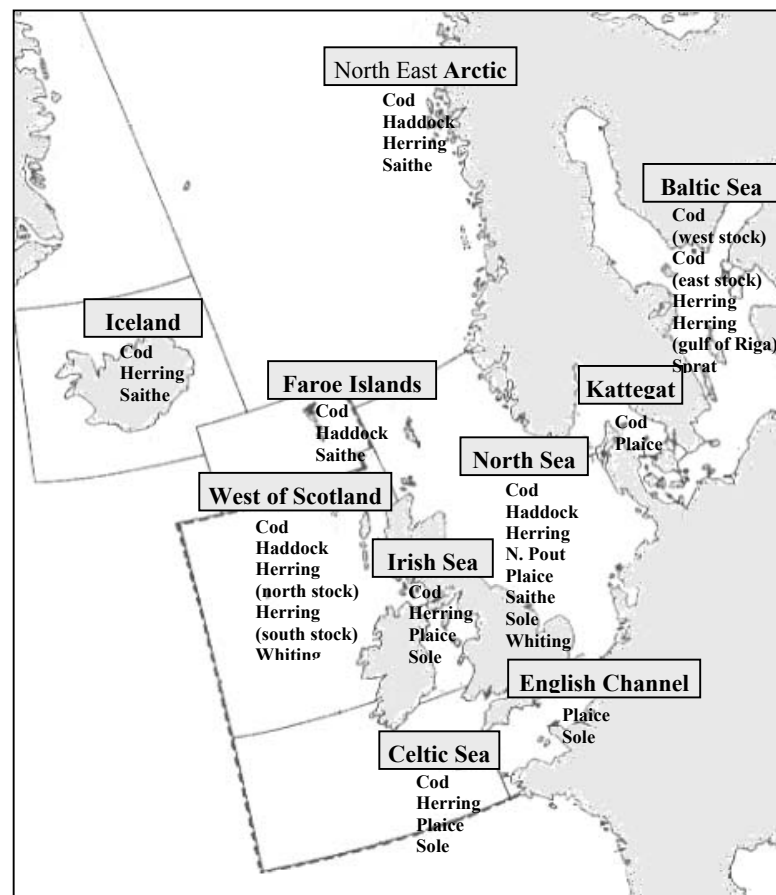 North East Arctic
Cod
Haddock
Herring
Saithe
Baltic Sea
Cod
(west stock)
Cod
(east stock)
Herring
Herring
(gulf of Riga)
Sprat
Iceland
Cod
Herring
Saithe
Faroe Islands
Cod
Haddock
Saithe
Kattegat
Cod
Plaice
North Sea
Cod
Haddock
Herring
N. Pout
Plaice
Saithe
Sole
Whiting
West of Scotland
Cod
Haddock
Herring
(north stock)
Herring
(south stock)
Whiting
Irish Sea
Cod
Herring
Plaice
Sole
English Channel
Plaice
Sole
Celtic Sea
Cod
Herring
Plaice
Sole